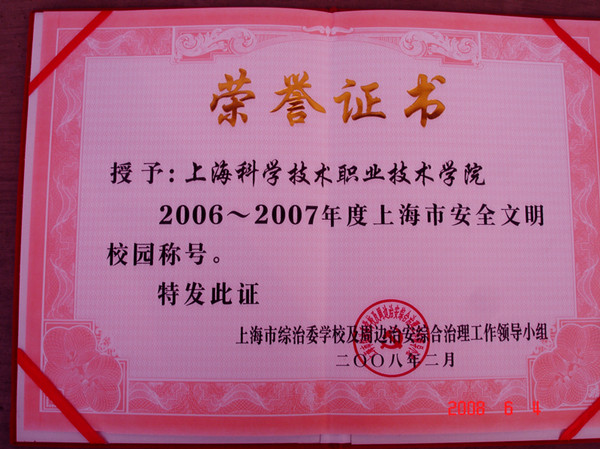 荣誉证书
授予：上海科学技术职业技术学院
2006～2007年度上海市安全文明
校园称号。
特发此证
上海市综治委学校及周边治安综合治理工作领导小组
二〇〇八年二月
2008 6 4